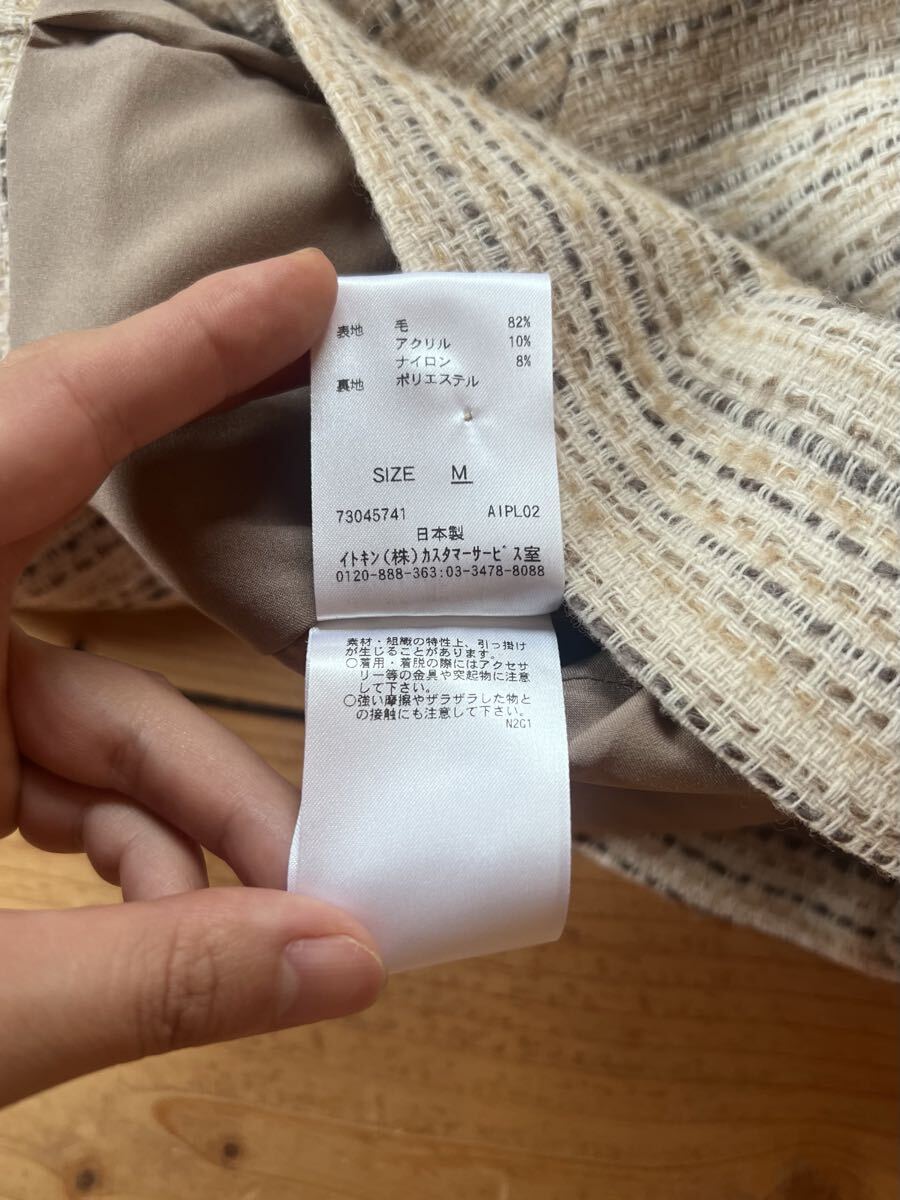 表地 毛 82%
アクリル 10%
ナイロン 8%
裏地 ポリエステル
SIZE M
73045741 AIPL02
日本製
イトキン(株)カスタマーサービス室
0120-888-363:03-3478-8088
素材・組織の特性上、引っ掛け
が生じることがあります。
○着用・着脱の際にはアクセサ
リー等の金具や突起物に注意
して下さい。
○強い摩擦やザラザラした物と
の接触にも注意して下さい。
N2G1